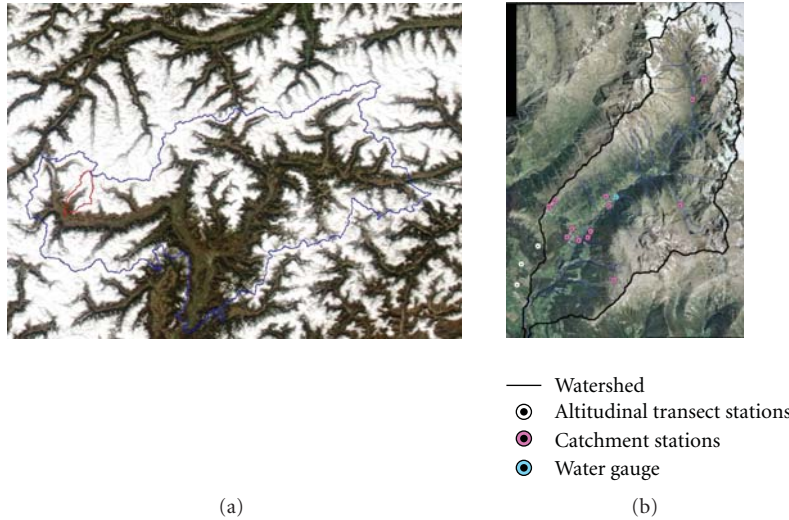 Watershed
Altitudinal transect stations
Catchment stations
Water gauge
(a)
(b)